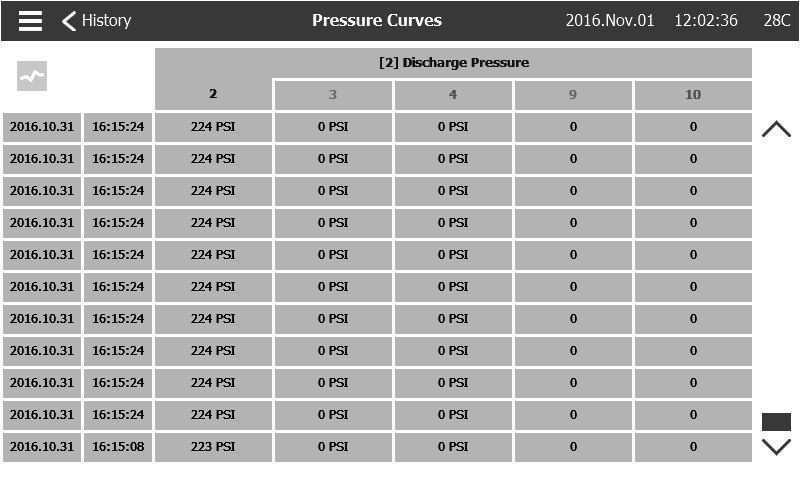 History Pressure Curves 2016.Nov.01 12:02:36 28C
[2] Discharge Pressure
2 3 4 9 10
2016.10.31 16:15:24 224 PSI 0 PSI 0 PSI 0 0
2016.10.31 16:15:24 224 PSI 0 PSI 0 PSI 0 0
2016.10.31 16:15:24 224 PSI 0 PSI 0 PSI 0 0
2016.10.31 16:15:24 224 PSI 0 PSI 0 PSI 0 0
2016.10.31 16:15:24 224 PSI 0 PSI 0 PSI 0 0
2016.10.31 16:15:24 224 PSI 0 PSI 0 PSI 0 0
2016.10.31 16:15:24 224 PSI 0 PSI 0 PSI 0 0
2016.10.31 16:15:24 224 PSI 0 PSI 0 PSI 0 0
2016.10.31 16:15:24 224 PSI 0 PSI 0 PSI 0 0
2016.10.31 16:15:24 224 PSI 0 PSI 0 PSI 0 0
2016.10.31 16:15:08 223 PSI 0 PSI 0 PSI 0 0